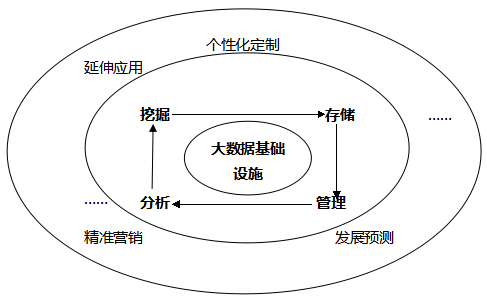 个性化定制
延伸应用
挖掘
存储
……
大数据基础
设施
……
分析
管理
精准营销
发展预测